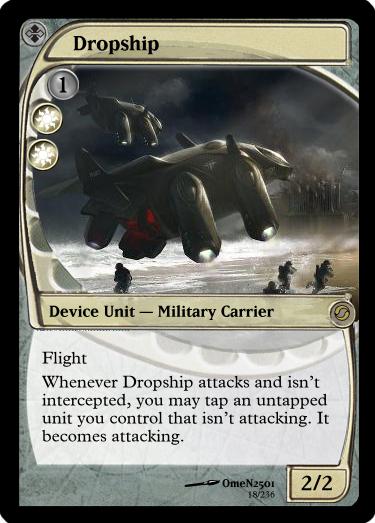 Dropship
1
Device Unit — Military Carrier
Flight
Whenever Dropship attacks and isn't
intercepted, you may tap an untapped
unit you control that isn't attacking. It
becomes attacking.
OmeN2501
18/236
2/2